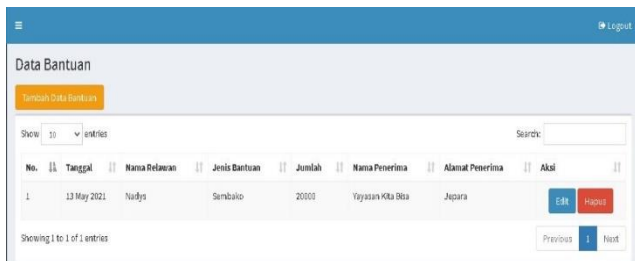 Logout
Data Bantuan
Tambah Data Bantuan
Show 10 entries
Search:
No. Tanggal Nama Relawan Jenis Bantuan Jumlah Nama Penerima Alamat Penerima Aksi
1 13 May 2021 Nadys Sembako 20000 Yayasan Kita Bisa Jepara Edit Hapus
Showing 1 to 1 of 1 entries
Previous 1 Next